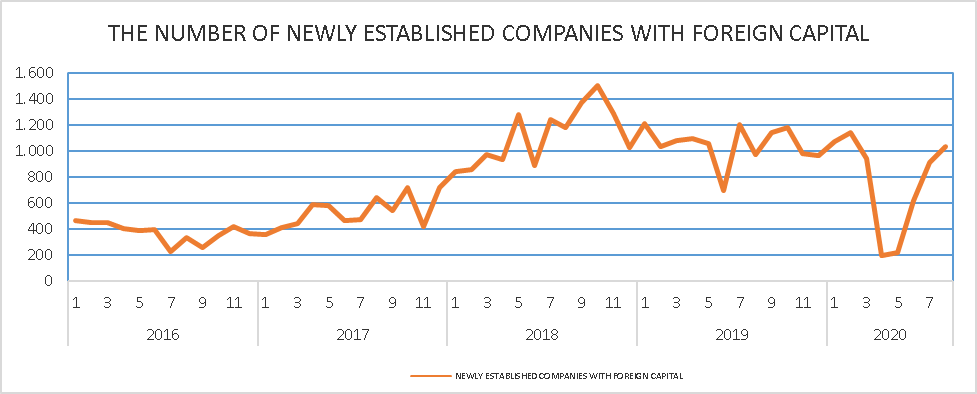 THE NUMBER OF NEWLY ESTABLISHED COMPANIES WITH FOREIGN CAPITAL
1.600
1.400
1.200
1.000
800
600
400
200
0
1 3 5 7 9 11 1 3 5 7 9 11 1 3 5 7 9 11 1 3 5 7 9 11 1 3 5 7
2016 2017 2018 2019 2020
NEWLY ESTABLISHED COMPANIES WITH FOREIGN CAPITAL